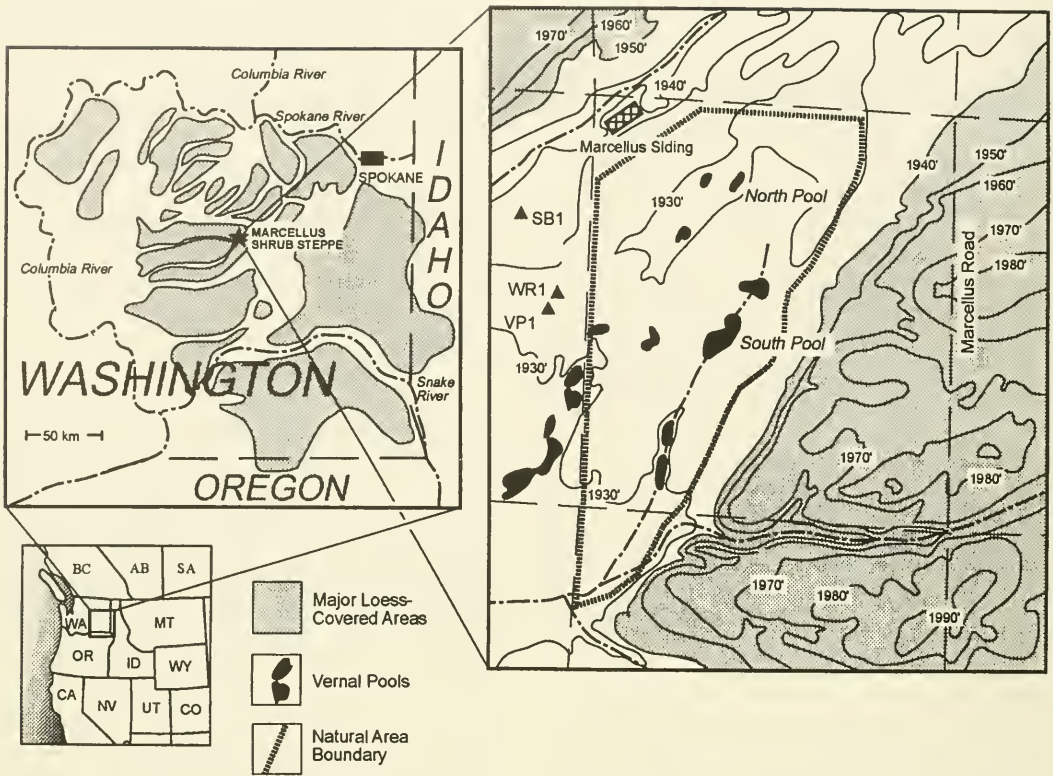 Columbia River
Spokane River
SPOKANE
IDAHO
MARCELLUS
SHRUB STEPPE
Columbia River
WASHINGTON
Snake
River
50 km
OREGON
1970'
1960'
1950'
1940'
Marcellus Siding
1940'
1950'
1960'
1970'
1980'
Marcellus Road
1930'
North Pool
SB1
WR1
VP1
South Pool
1930'
1930'
1970'
1980'
1970'
1980'
1990'
BC
AB
SA
WA
MT
OR
ID
WY
CA
NV
UT
CO
Major Loess-
Covered Areas
Vernal Pools
Natural Area
Boundary